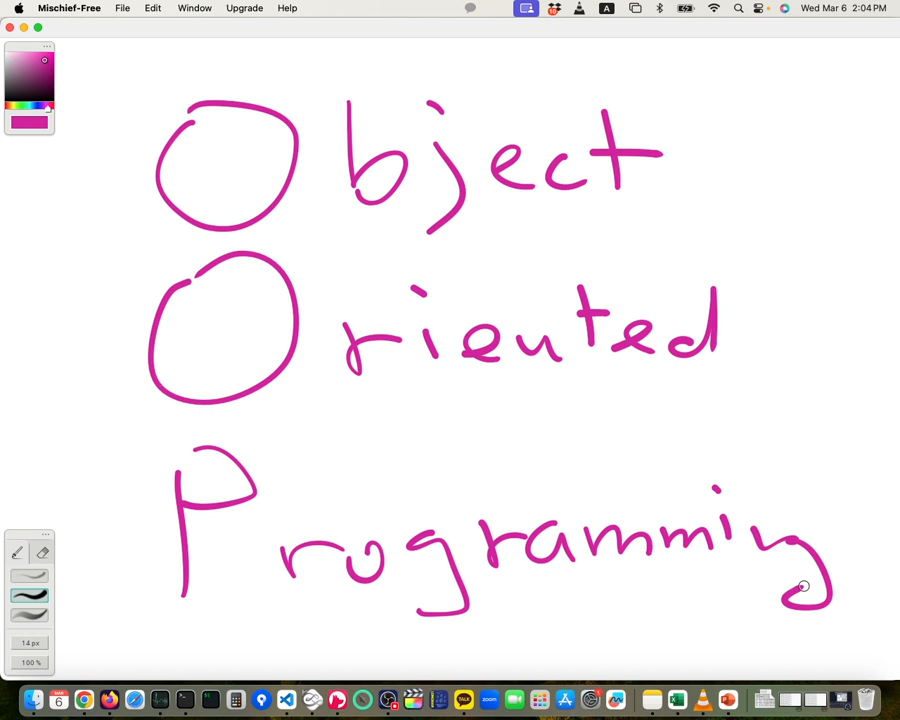 Mischief-Free File Edit Window Upgrade Help A Wed Mar 6 2:04 PM
Object
Oriented
Programming
14 px
100 %